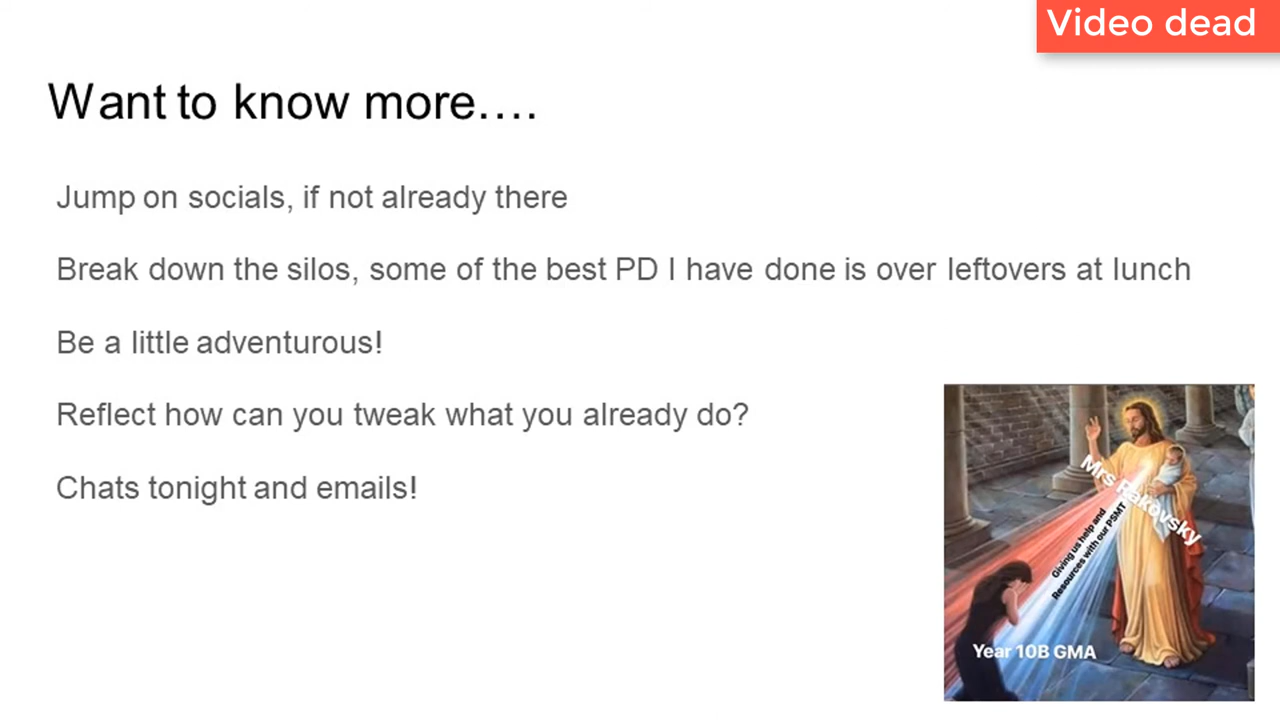 Video dead
Want to know more….
Jump on socials, if not already there
Break down the silos, some of the best PD I have done is over leftovers at lunch
Be a little adventurous!
Reflect how can you tweak what you already do?
Chats tonight and emails!
Mrs Rakovsky
Giving us help and
Resources with our PSMT
Year 10B GMA